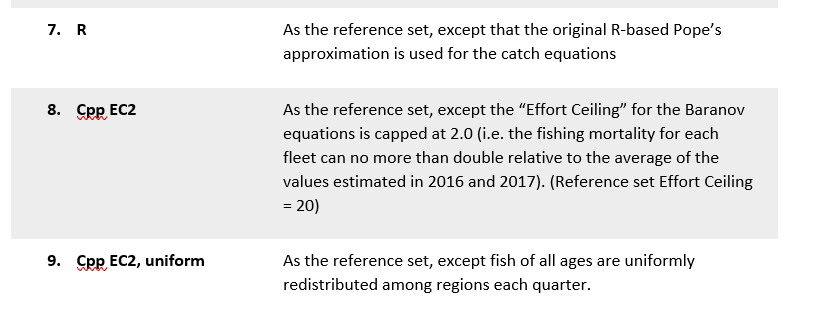 7. R
As the reference set, except that the original R-based Pope’s
approximation is used for the catch equations
8. Cpp EC2
As the reference set, except the “Effort Ceiling” for the Baranov
equations is capped at 2.0 (i.e. the fishing mortality for each
fleet can no more than double relative to the average of the
values estimated in 2016 and 2017). (Reference set Effort Ceiling
= 20)
9. Cpp EC2, uniform
As the reference set, except fish of all ages are uniformly
redistributed among regions each quarter.